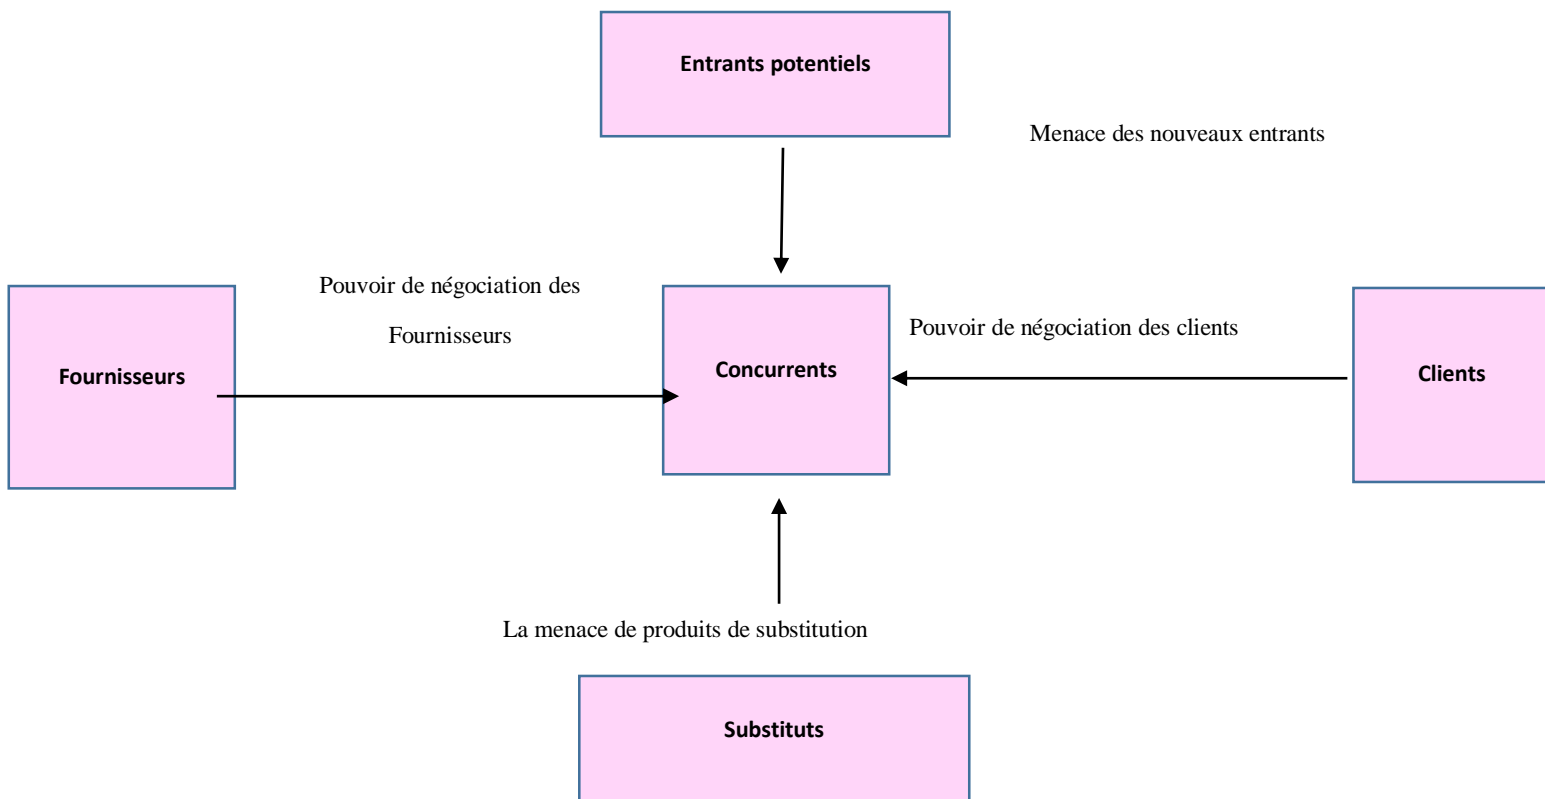 Entrants potentiels
Menace des nouveaux entrants
Pouvoir de négociation des
Fournisseurs
Pouvoir de négociation des clients
Fournisseurs
Concurrents
Clients
La menace de produits de substitution
Substituts